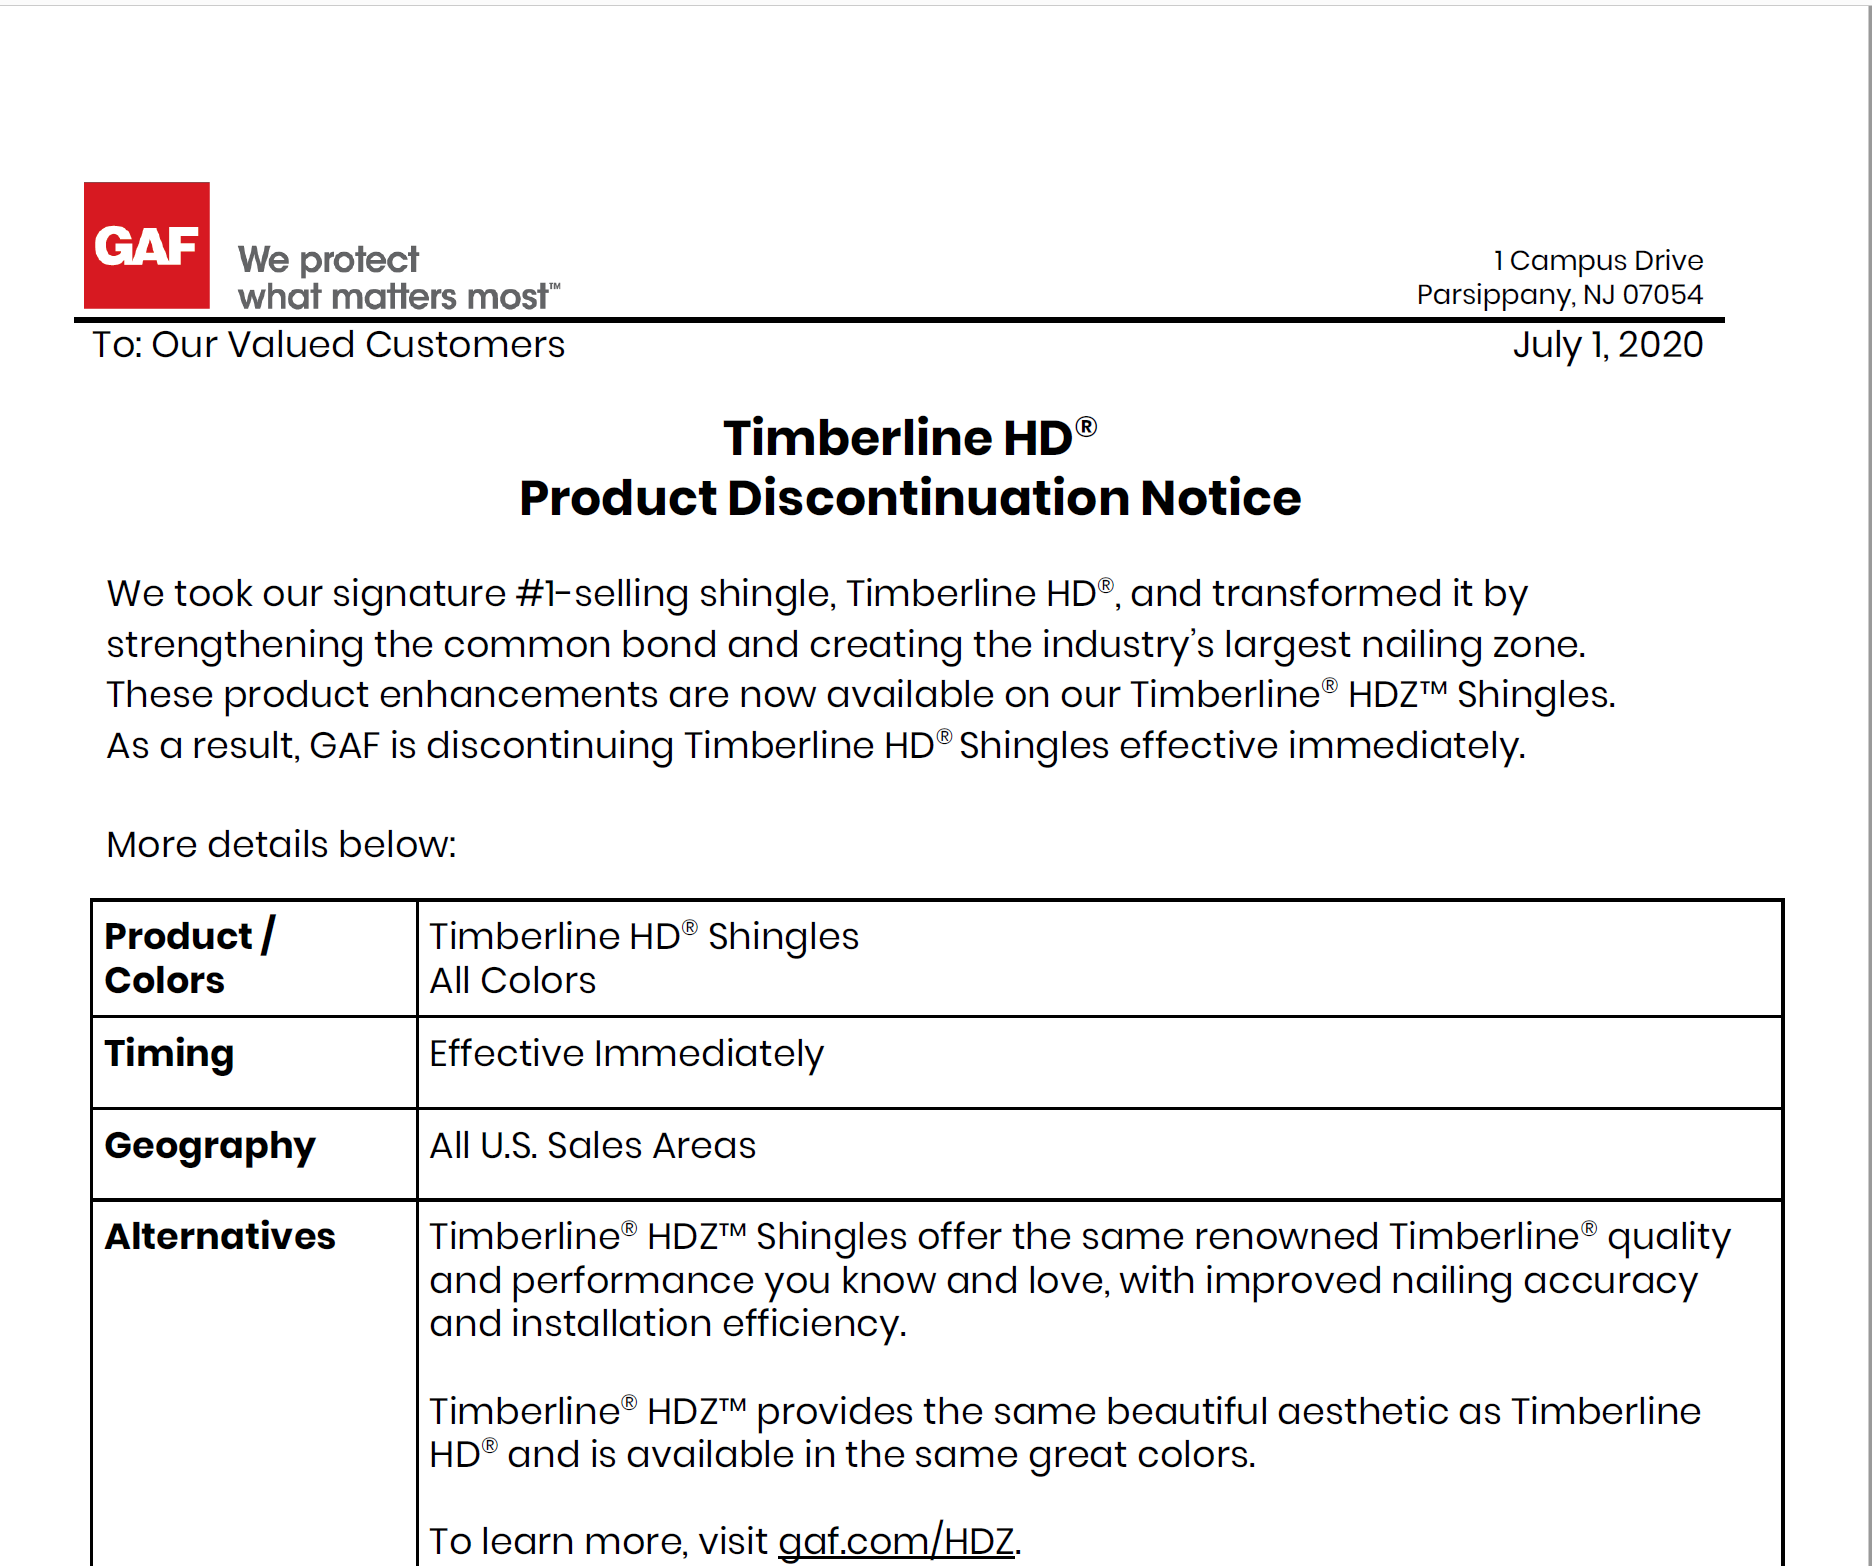 GAF
We protect
what matters most™
1 Campus Drive
Parsippany, NJ 07054
To: Our Valued Customers
July 1, 2020
Timberline HD®
Product Discontinuation Notice
We took our signature #1-selling shingle, Timberline HD®, and transformed it by
strengthening the common bond and creating the industry’s largest nailing zone.
These product enhancements are now available on our Timberline® HDZ™ Shingles.
As a result, GAF is discontinuing Timberline HD® Shingles effective immediately.
More details below:
Product /
Colors
Timberline HD® Shingles
All Colors
Timing
Effective Immediately
Geography
All U.S. Sales Areas
Alternatives
Timberline® HDZ™ Shingles offer the same renowned Timberline® quality
and performance you know and love, with improved nailing accuracy
and installation efficiency.
Timberline® HDZ™ provides the same beautiful aesthetic as Timberline
HD® and is available in the same great colors.
To learn more, visit gaf.com/HDZ.